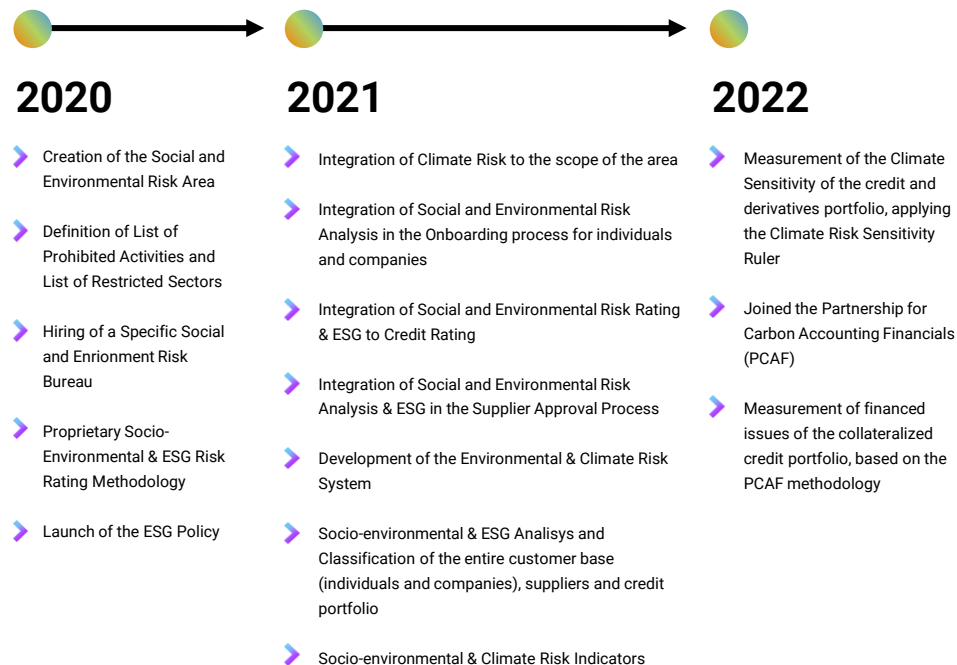 2020
Creation of the Social and
Environmental Risk Area
Definition of List of
Prohibited Activities and
List of Restricted Sectors
Hiring of a Specific Social
and Enrionment Risk
Bureau
Proprietary Socio-
Environmental & ESG Risk
Rating Methodology
Launch of the ESG Policy
2021
Integration of Climate Risk to the scope of the area
Integration of Social and Environmental Risk
Analysis in the Onboarding process for individuals
and companies
Integration of Social and Environmental Risk Rating
& ESG to Credit Rating
Integration of Social and Environmental Risk
Analysis & ESG in the Supplier Approval Process
Development of the Environmental & Climate Risk
System
Socio-environmental & ESG Analisys and
Classification of the entire customer base
(individuals and companies), suppliers and credit
portfolio
Socio-environmental & Climate Risk Indicators
2022
Measurement of the Climate
Sensitivity of the credit and
derivatives portfolio, applying
the Climate Risk Sensitivity
Ruler
Joined the Partnership for
Carbon Accounting Financials
(PCAF)
Measurement of financed
issues of the collateralized
credit portfolio, based on the
PCAF methodology